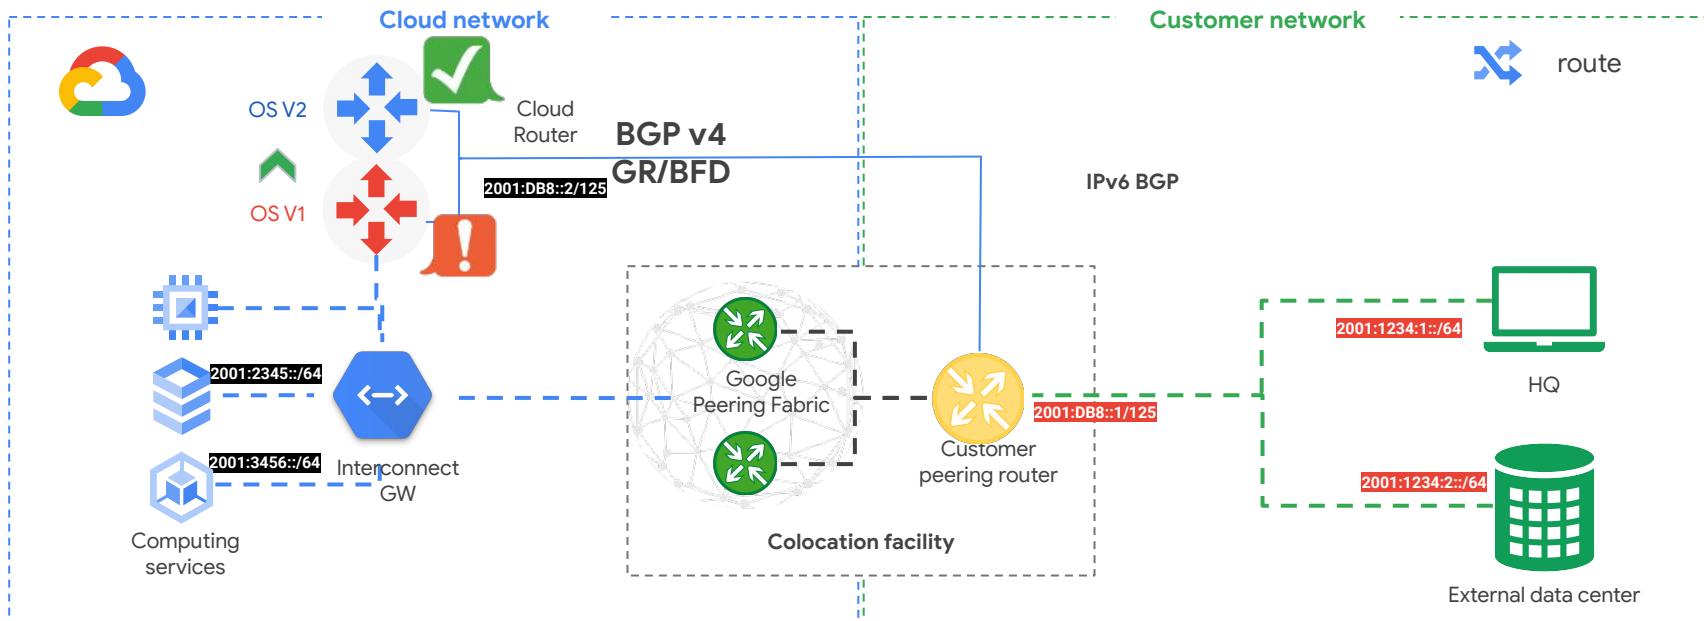 Cloud network
Customer network
route
OS V2
Cloud
Router
BGP v4
GR/BFD
2001:DB8::2/125
IPv6 BGP
OS V1
2001:1234:1::/64
2001:2345::/64
Google
Peering Fabric
HQ
2001:DB8::1/125
Customer
peering router
2001:3456::/64
Interconnect
GW
2001:1234:2::/64
Computing
services
Colocation facility
External data center